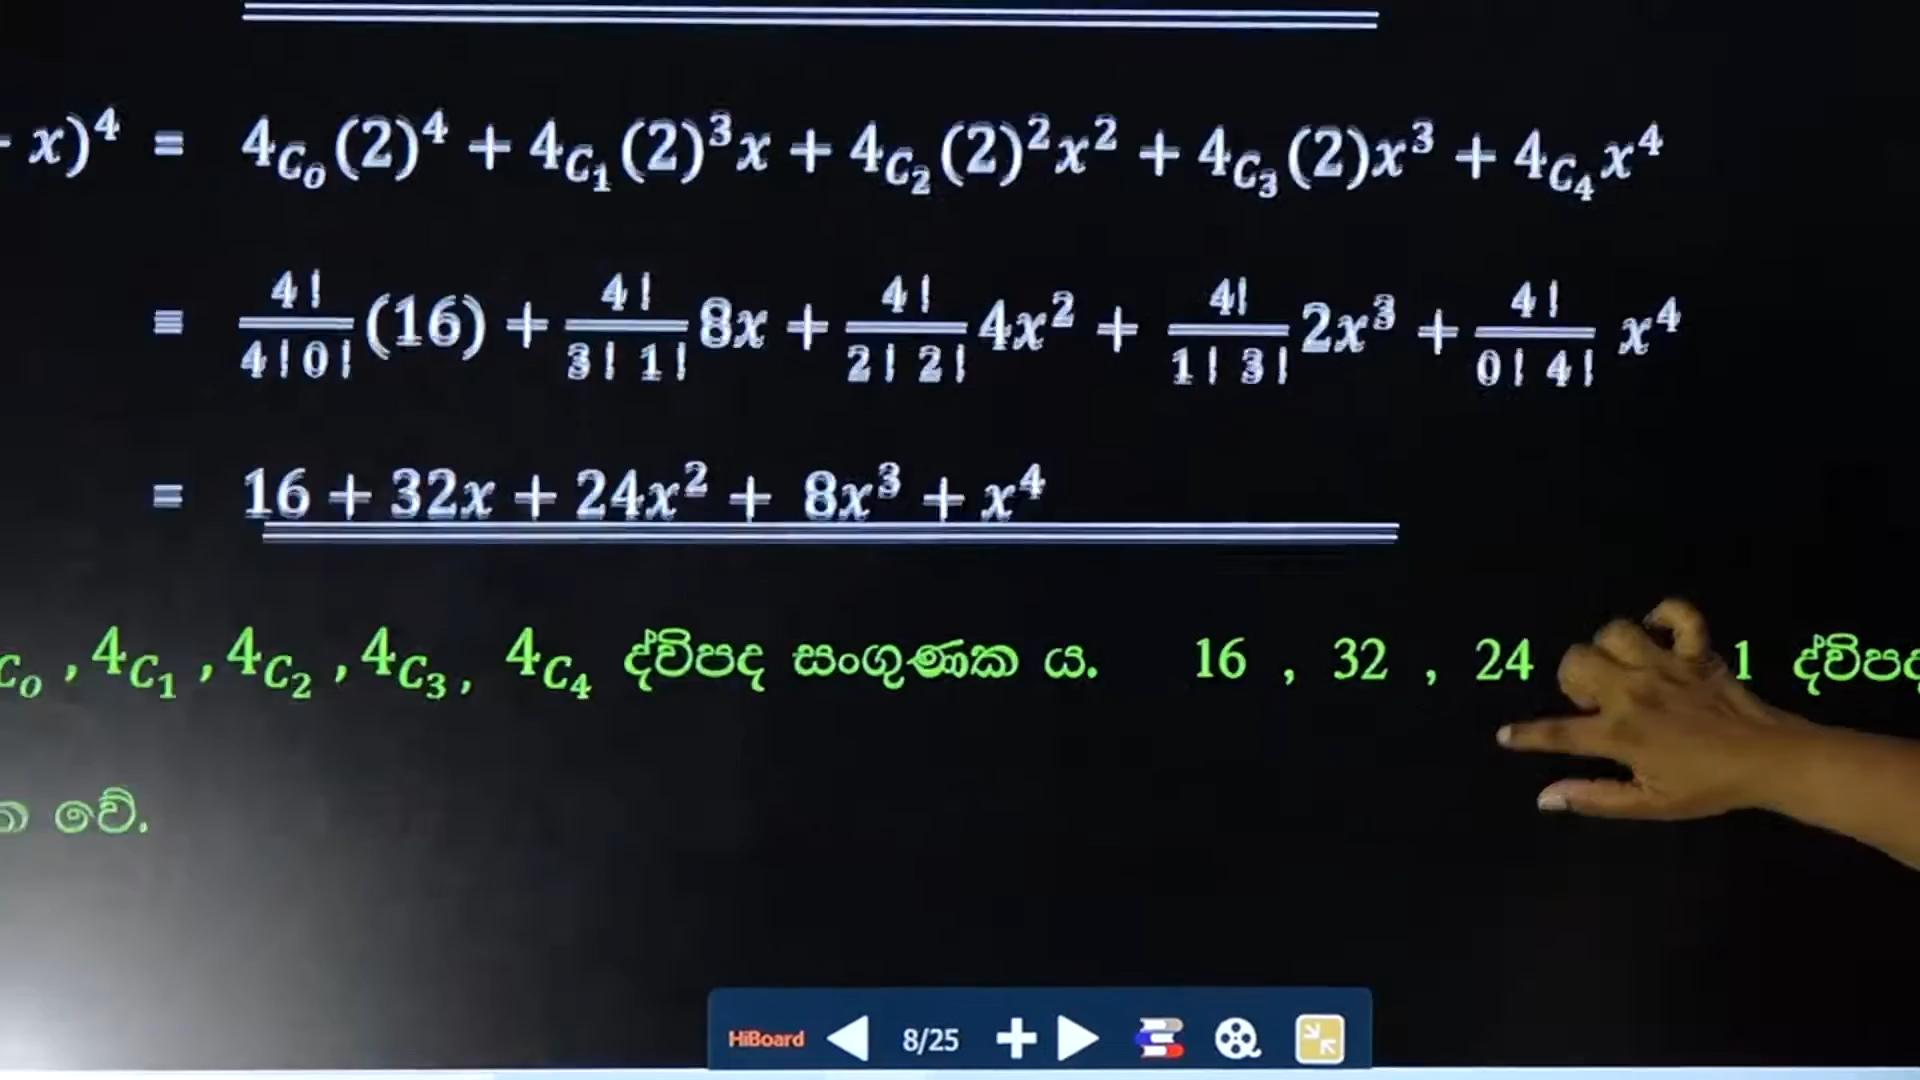 x)⁴ ≡ 4C₀(2)⁴ + 4C₁(2)³x + 4C₂(2)²x² + 4C₃(2)x³ + 4C₄x⁴
≡ 4!/4!0! (16) + 4!/3! 1! 8x + 4!/2! 2! 4x² + 4!/1! 3! 2x³ + 4!/0! 4! x⁴
≡ 16 + 32x + 24x² + 8x³ + x⁴
C₀ , 4C₁ , 4C₂ , 4C₃ , 4C₄ ද්විපද සංගුණක ය. 16 , 32 , 24 1 ද්විපද
වේ.
HiBoard 8/25